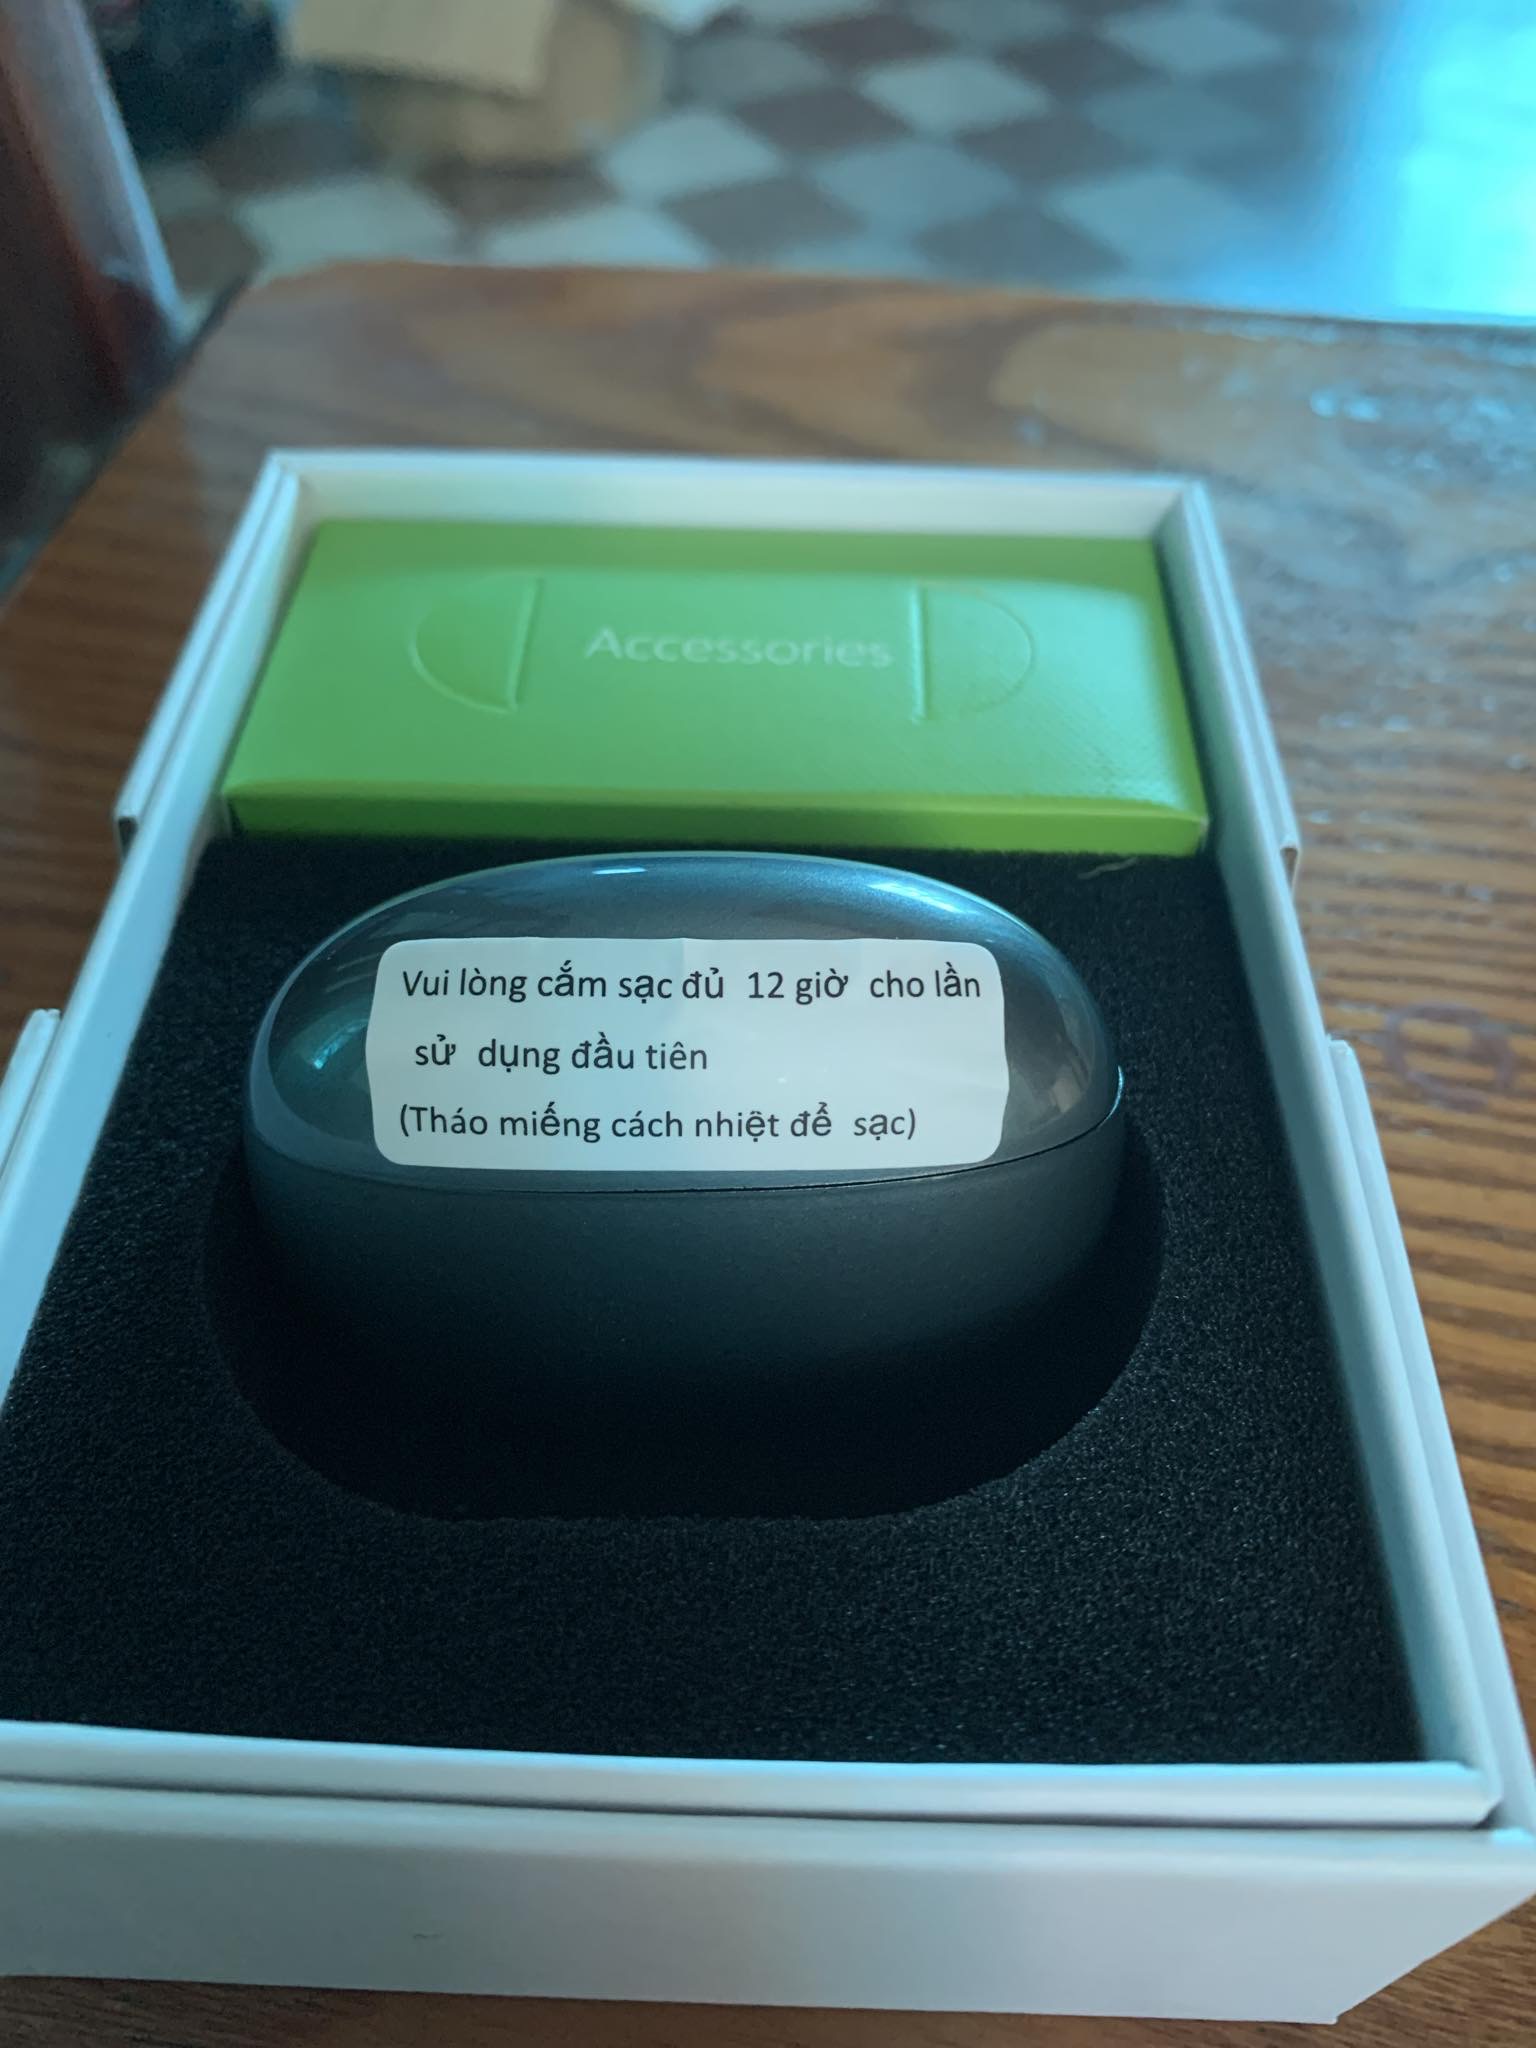 Accessories
Vui lòng cắm sạc đủ 12 giờ cho lần
sử dụng đầu tiên
(Tháo miếng cách nhiệt để sạc)